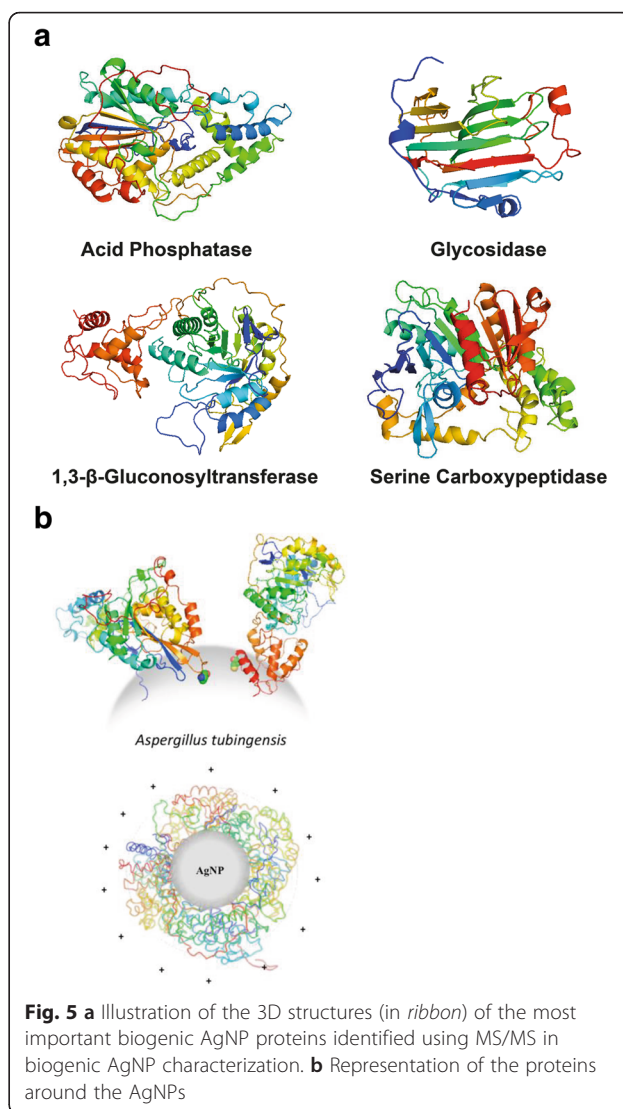 a
Acid Phosphatase
Glycosidase
1,3-β-Gluconosyltransferase
Serine Carboxypeptidase
b
Aspergillus tubingensis
+
+ +
+ +
+ +
AgNP
+ +
+ +
+ +
+ +
Fig. 5 a Illustration of the 3D structures (in ribbon) of the most
important biogenic AgNP proteins identified using MS/MS in
biogenic AgNP characterization. b Representation of the proteins
around the AgNPs